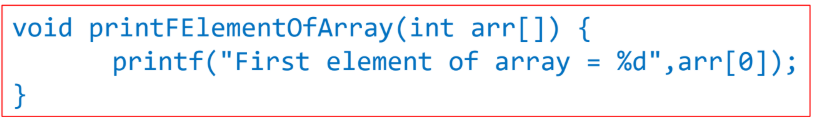 void printFElementOfArray(int arr[]) {
printf("First element of array = %d",arr[0]);
}